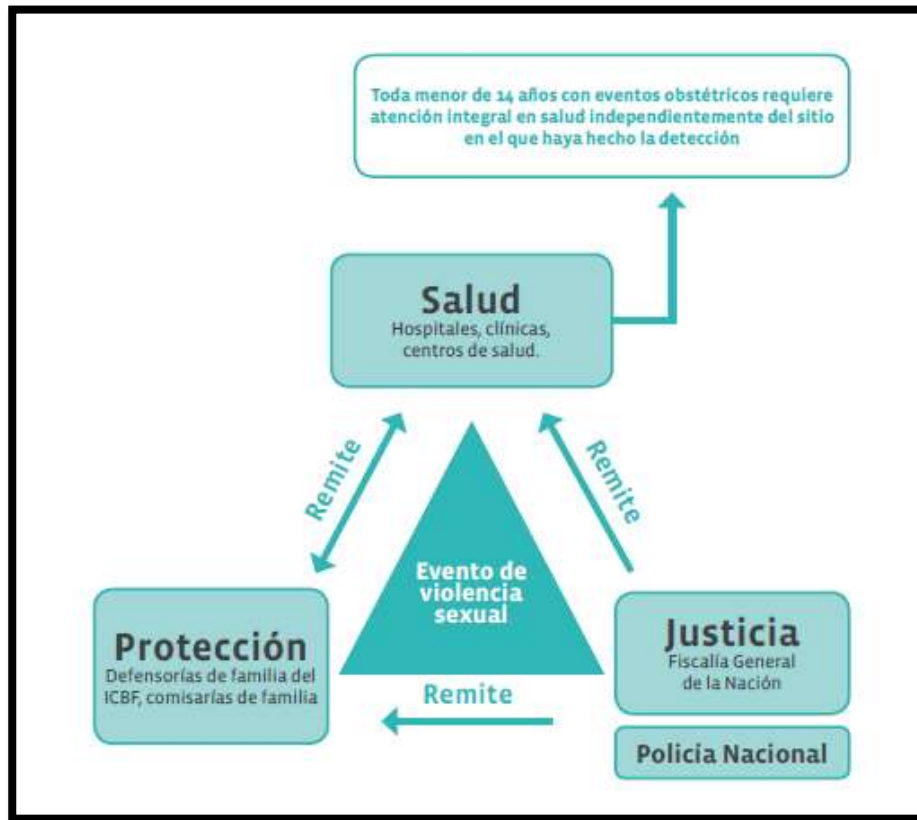 Toda menor de 14 años con eventos obstétricos requiere
atención integral en salud independientemente del sitio
en el que haya hecho la detección
Salud
Hospitales, clínicas,
centros de salud.
Remite
Remite
Evento de
violencia
sexual
Protección
Defensorías de familia del
ICBF, comisarías de familia
Remite
Justicia
Fiscalía General
de la Nación
Policía Nacional